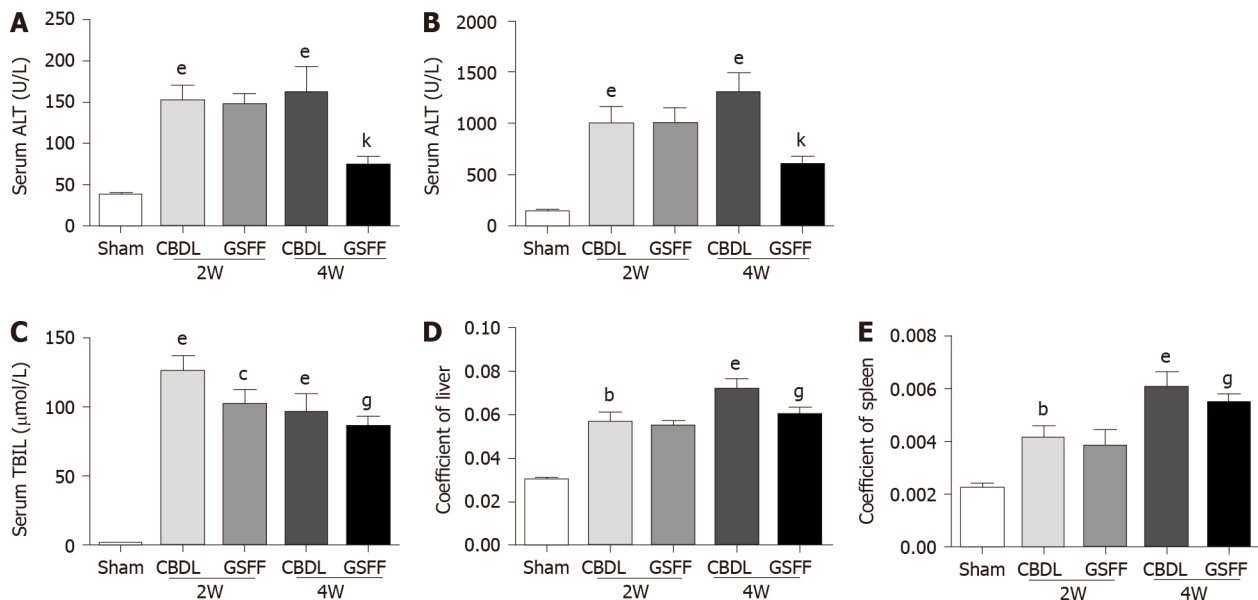 A
Serum ALT (U/L)
250
200
150
100
50
0
e
e
k
Sham CBDL GSFF CBDL GSFF
2W 4W
B
Serum ALT (U/L)
2000
1500
1000
500
0
e
e
k
Sham CBDL GSFF CBDL GSFF
2W 4W
C
Serum TBIL (μmol/L)
150
100
50
0
e
c
e
g
Sham CBDL GSFF CBDL GSFF
2W 4W
D
Coefficient of liver
0.10
0.08
0.06
0.04
0.02
0.00
b
e
g
Sham CBDL GSFF CBDL GSFF
2W 4W
E
Coefficient of spleen
0.008
0.006
0.004
0.002
0.000
b
e
g
Sham CBDL GSFF CBDL GSFF
2W 4W